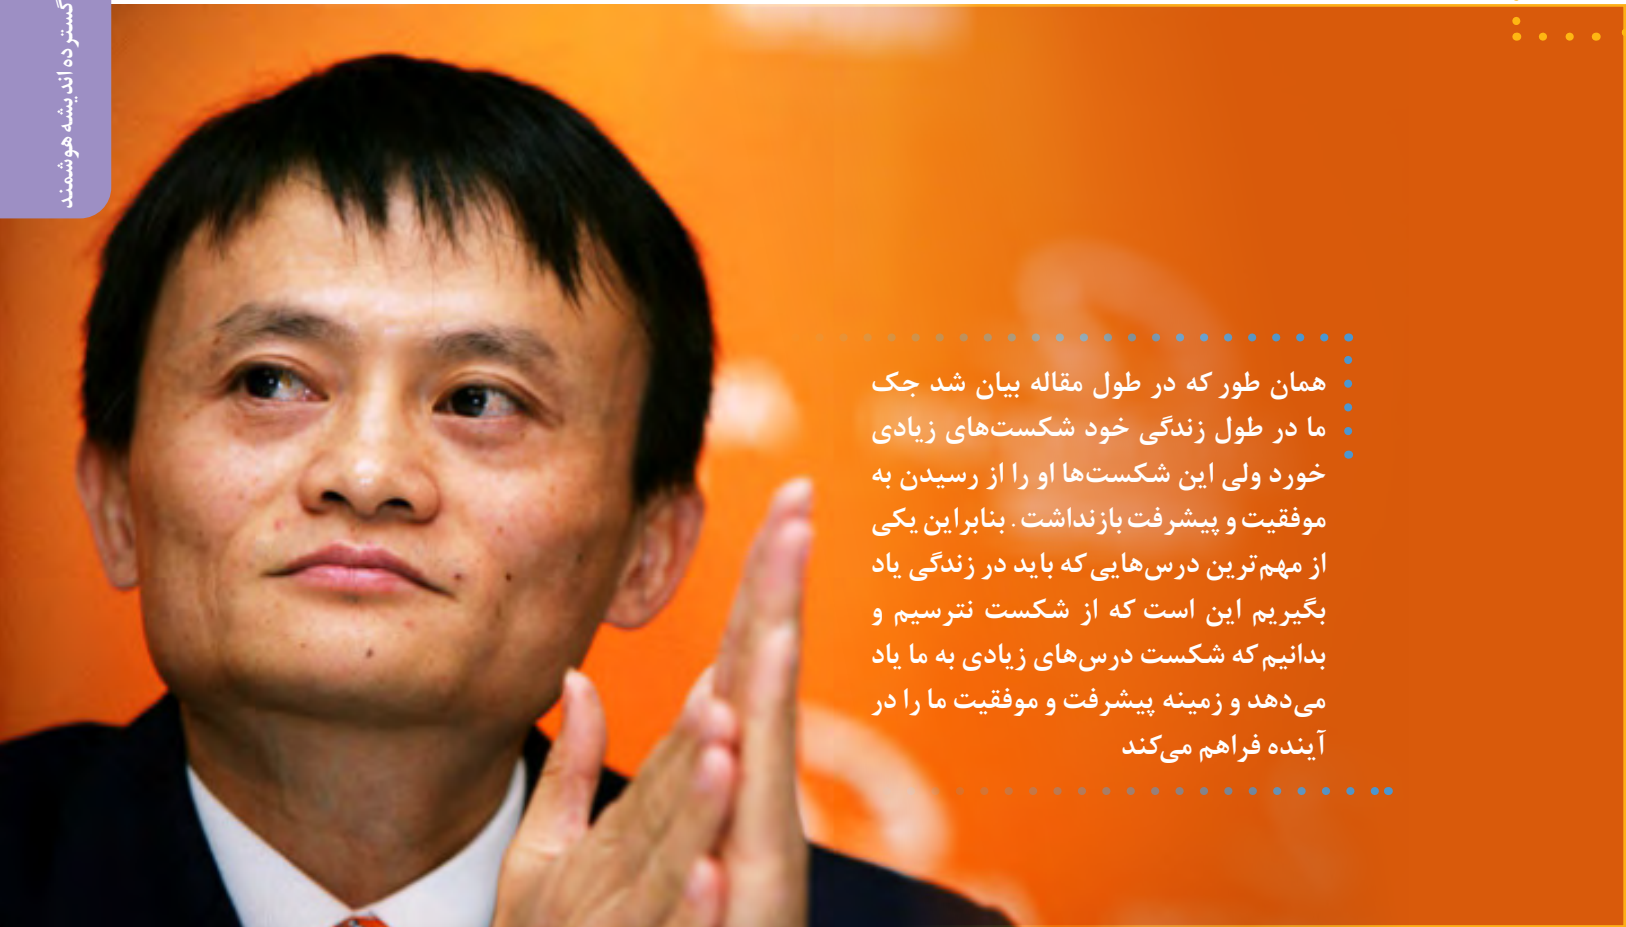 گسترده اندیشه هوشمند
همان طور که در طول مقاله بیان شد جک
ما در طول زندگی خود شکست‌های زیادی
خورد ولی این شکست‌ها او را از رسیدن به
موفقیت و پیشرفت بازنداشت . بنابراین یکی
از مهم‌ترین درس‌هایی که باید در زندگی یاد
بگیریم این است که از شکست نترسیم و
بدانیم که شکست درس‌های زیادی به ما یاد
می‌دهد و زمینه پیشرفت و موفقیت ما را در
آینده فراهم می‌کند